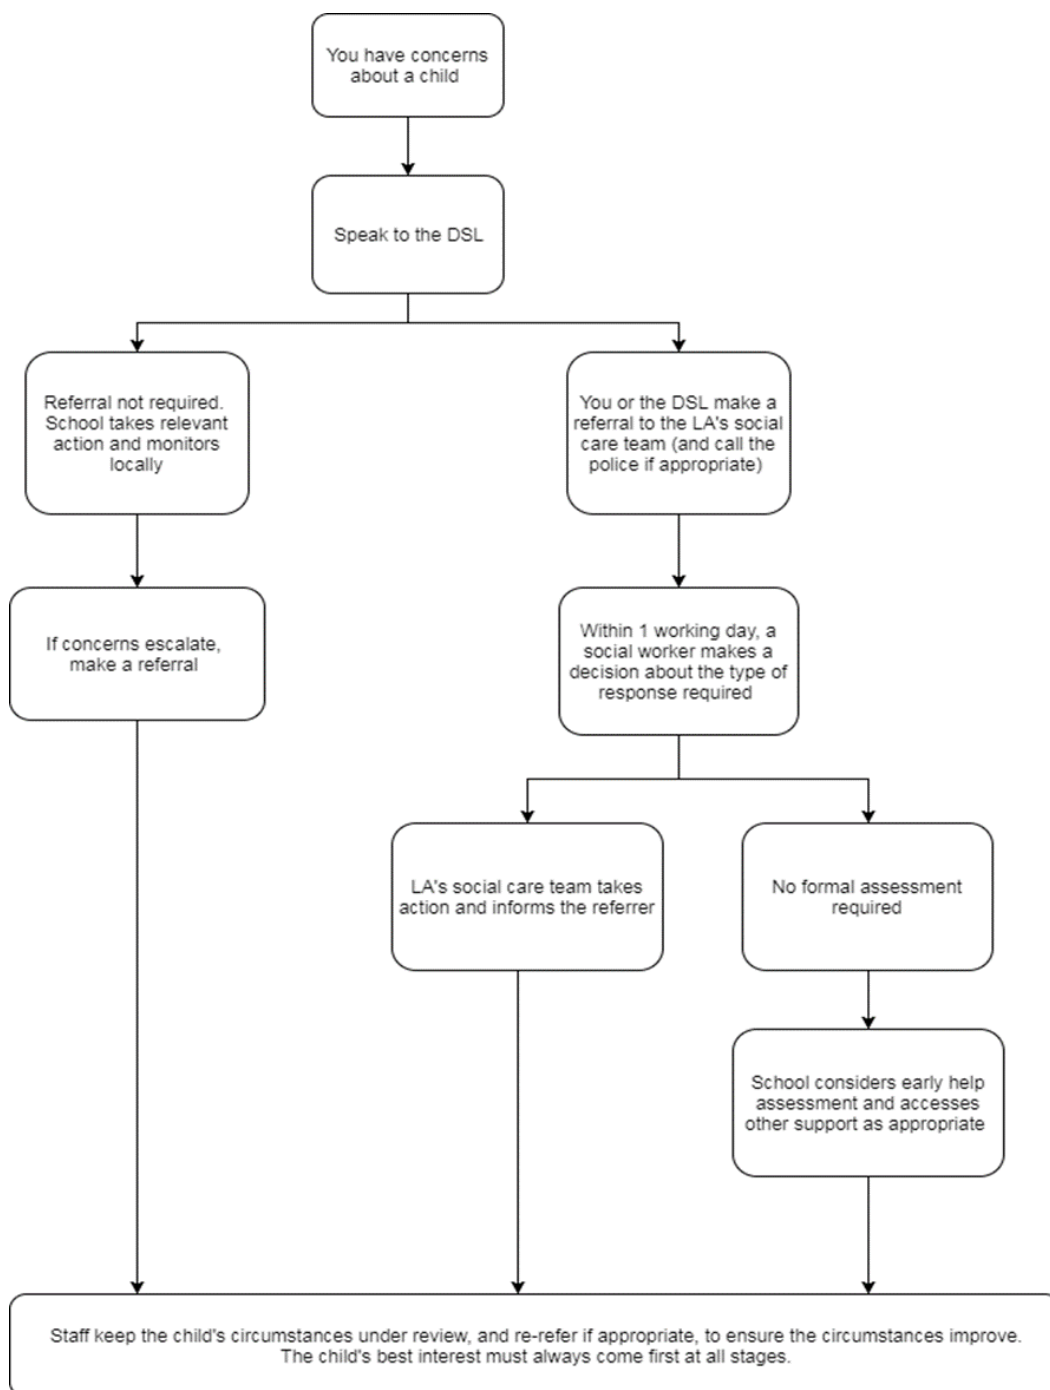 You have concerns
about a child
Speak to the DSL
Referral not required.
School takes relevant
action and monitors
locally
You or the DSL make a
referral to the LA's social
care team (and call the
police if appropriate)
If concerns escalate,
make a referral
Within 1 working day, a
social worker makes a
decision about the type of
response required
LA's social care team takes
action and informs the referrer
No formal assessment
required
School considers early help
assessment and accesses
other support as appropriate
Staff keep the child's circumstances under review, and re-refer if appropriate, to ensure the circumstances improve.
The child's best interest must always come first at all stages.